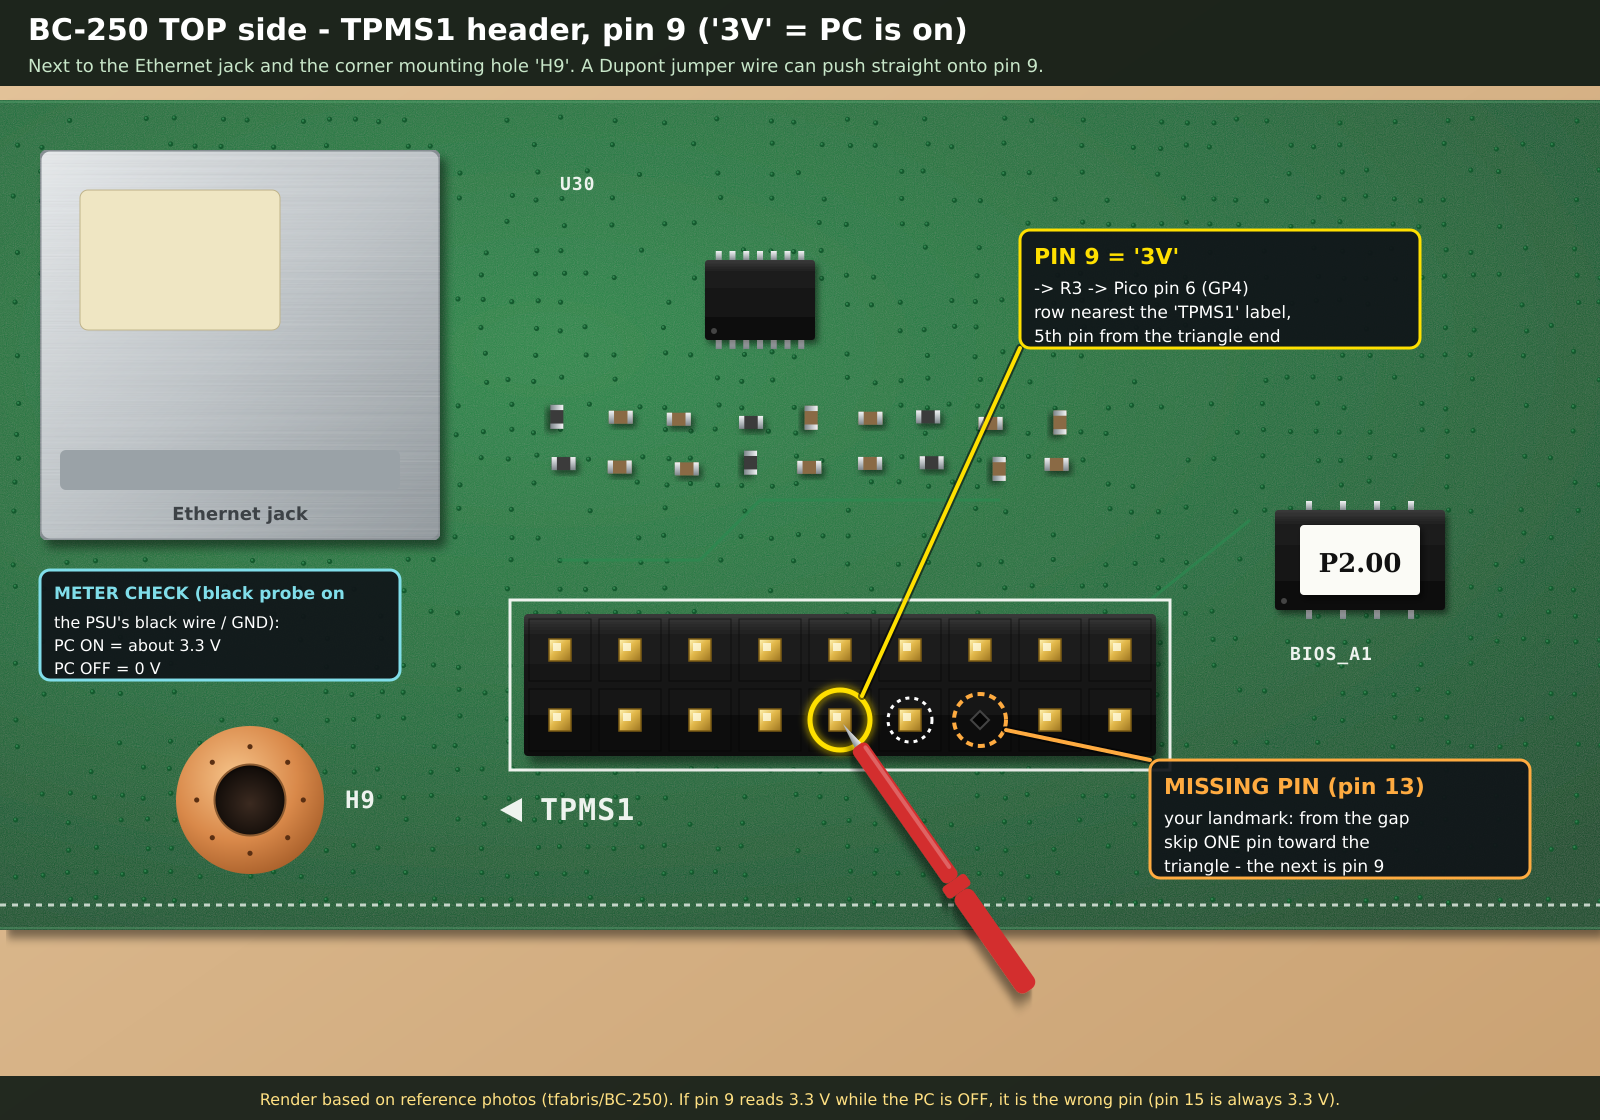 BC-250 TOP side - TPMS1 header, pin 9 ('3V' = PC is on)
Next to the Ethernet jack and the corner mounting hole 'H9'. A Dupont jumper wire can push straight onto pin 9.
U30
PIN 9 = '3V'
-> R3 -> Pico pin 6 (GP4)
row nearest the 'TPMS1' label,
5th pin from the triangle end
Ethernet jack
P2.00
BIOS_A1
METER CHECK (black probe on
the PSU's black wire / GND):
PC ON = about 3.3 V
PC OFF = 0 V
H9
TPMS1
MISSING PIN (pin 13)
your landmark: from the gap
skip ONE pin toward the
triangle - the next is pin 9
Render based on reference photos (tfabris/BC-250). If pin 9 reads 3.3 V while the PC is OFF, it is the wrong pin (pin 15 is always 3.3 V).